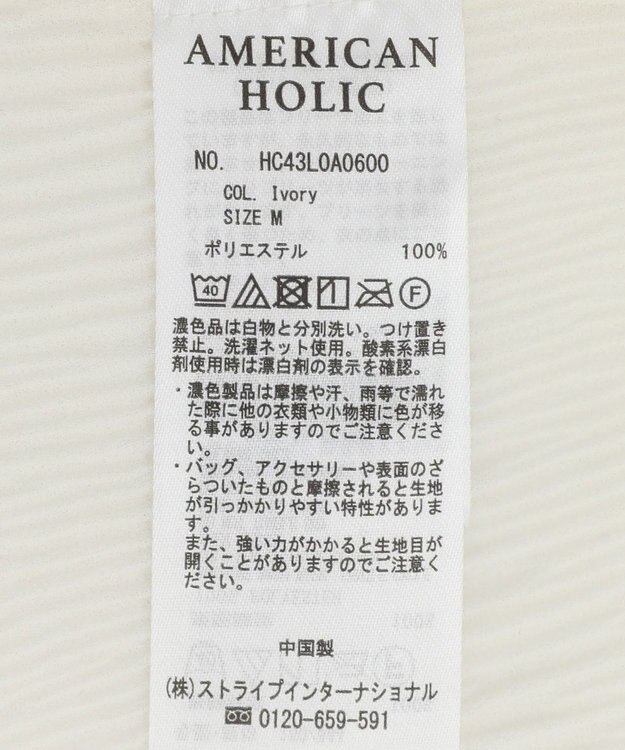 AMERICAN
HOLIC
NO. HC43L0A0600
COL. Ivory
SIZE M
ポリエステル 100%
40 F
濃色品は白物と分別洗い。つけ置き
禁止。洗濯ネット使用。酸素系漂白
剤使用時は漂白剤の表示を確認。
・濃色製品は摩擦や汗、雨等で濡れ
た際に他の衣類や小物類に色が移
る事がありますのでご注意くださ
い。
・バッグ、アクセサリーや表面のざ
らついたものと摩擦されると生地
が引っかかりやすい特性がありま
す。
また、強い力がかかると生地目が
開くことがありますのでご注意く
ださい。
中国製
(株)ストライプインターナショナル
0120-659-591